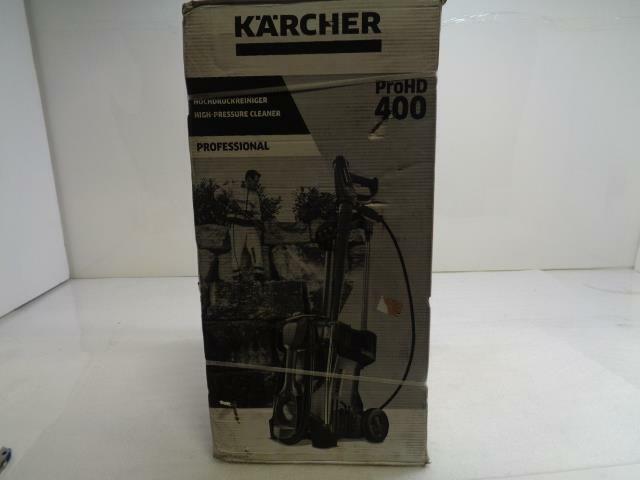 KÄRCHER
ProHD
400
HOCHDRUCKREINIGER
HIGH-PRESSURE CLEANER
PROFESSIONAL